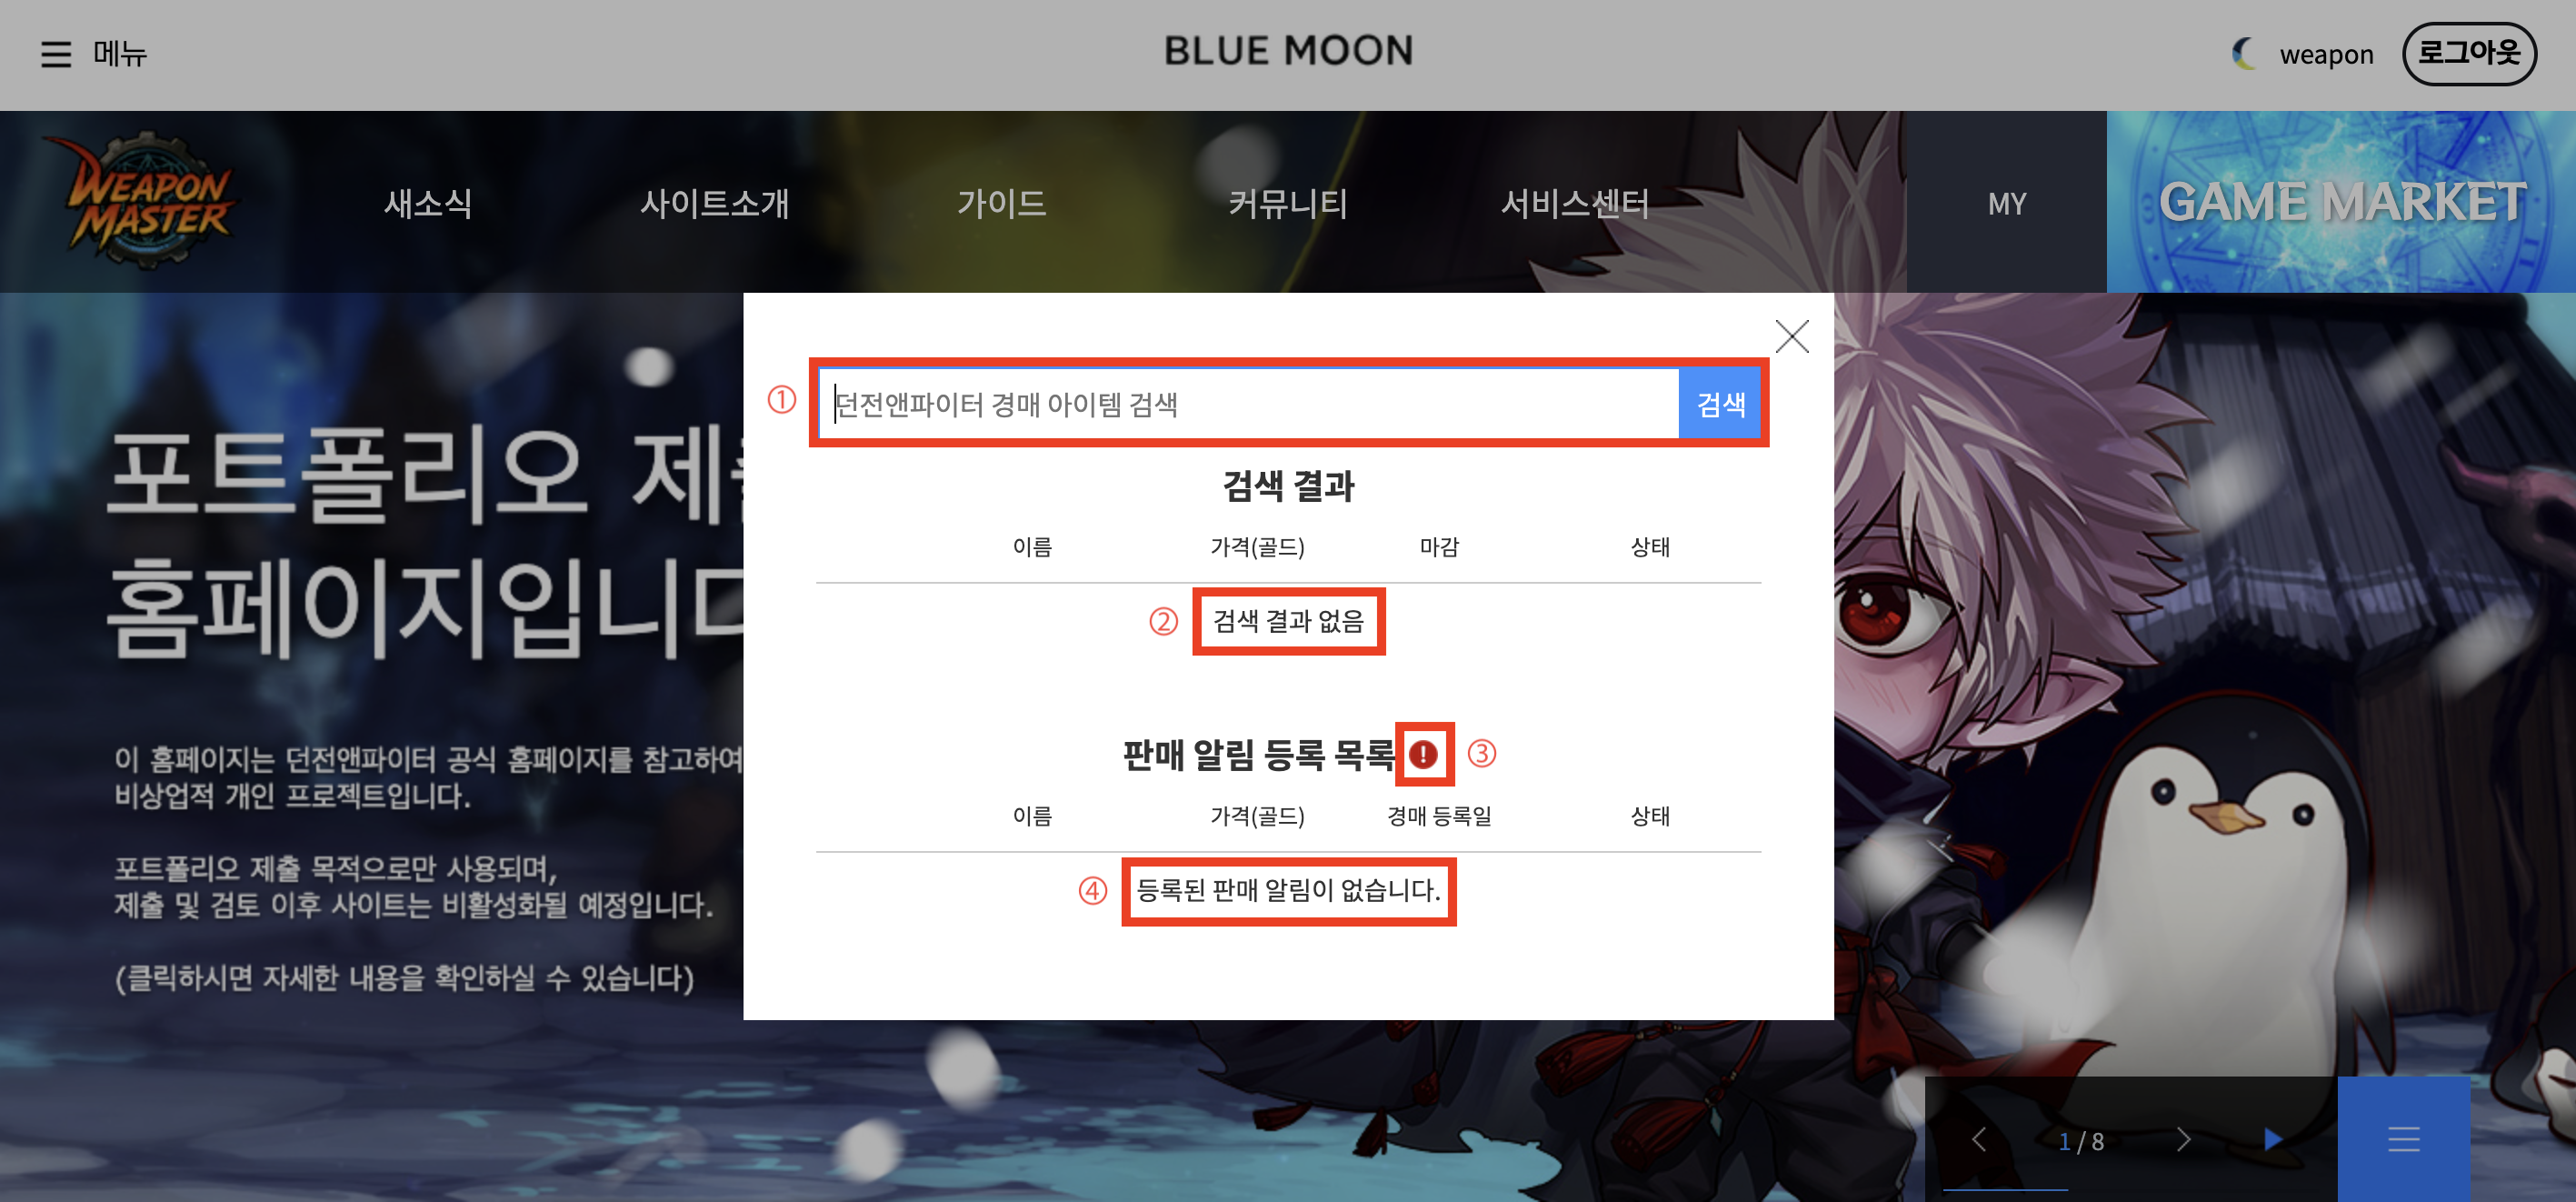 메뉴
BLUE MOON
weapon
로그아웃
WEAPON
MASTER
새소식
사이트소개
가이드
커뮤니티
서비스센터
MY
GAME MARKET
포트폴리오 제출
홈페이지입니다
이 홈페이지는 던전앤파이터 공식 홈페이지를 참고하여
비상업적 개인 프로젝트입니다.
포트폴리오 제출 목적으로만 사용되며,
제출 및 검토 이후 사이트는 비활성화될 예정입니다.
(클릭하시면 자세한 내용을 확인하실 수 있습니다)
①
던전앤파이터 경매 아이템 검색
검색
검색 결과
이름 가격(골드) 마감 상태
② 검색 결과 없음
판매 알림 등록 목록 ! ③
이름 가격(골드) 경매 등록일 상태
④ 등록된 판매 알림이 없습니다.
1 / 8